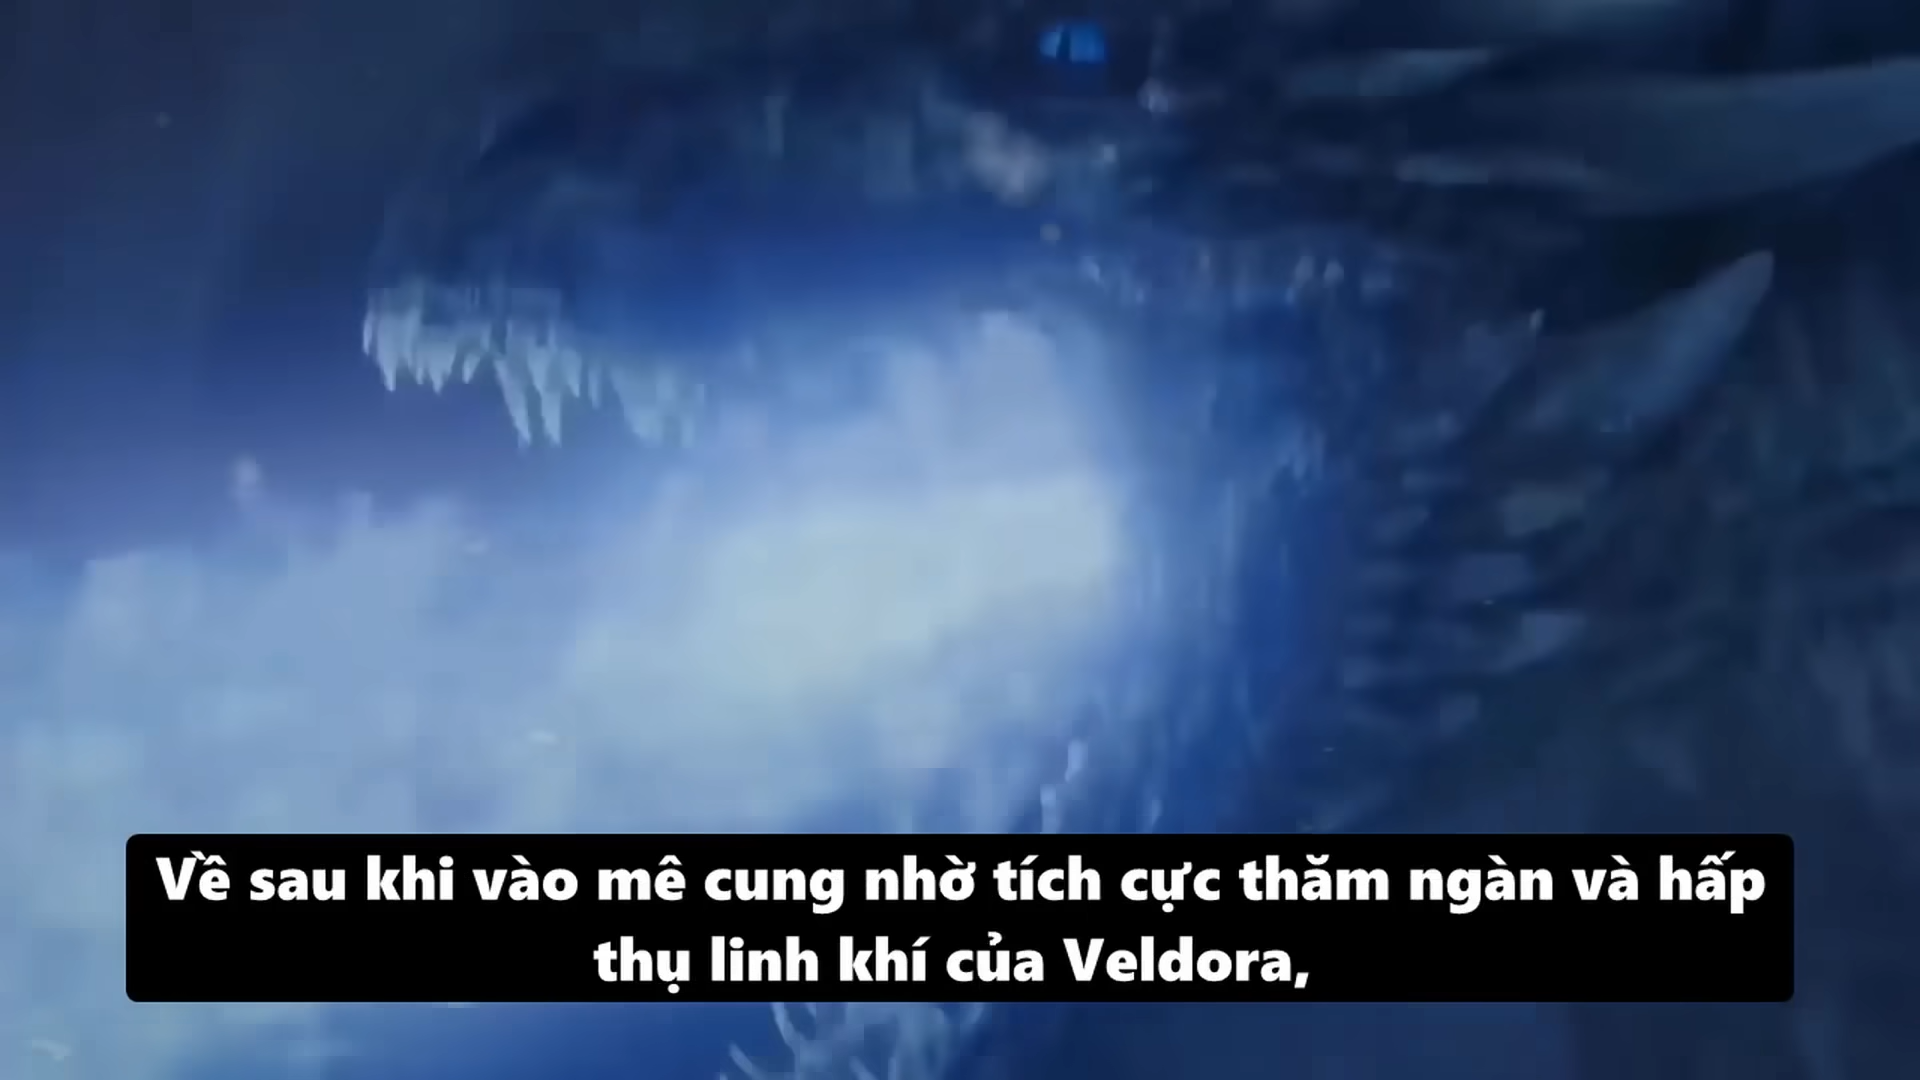 Về sau khi vào mê cung nhờ tích cực thăm ngàn và hấp
thụ linh khí của Veldora,